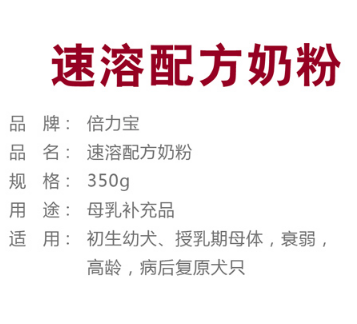 速溶配方奶粉
品 牌：倍力宝
品 名：速溶配方奶粉
规 格：350g
用 途：母乳补充品
适 用：初生幼犬、授乳期母体，衰弱，
高龄，病后复原犬只